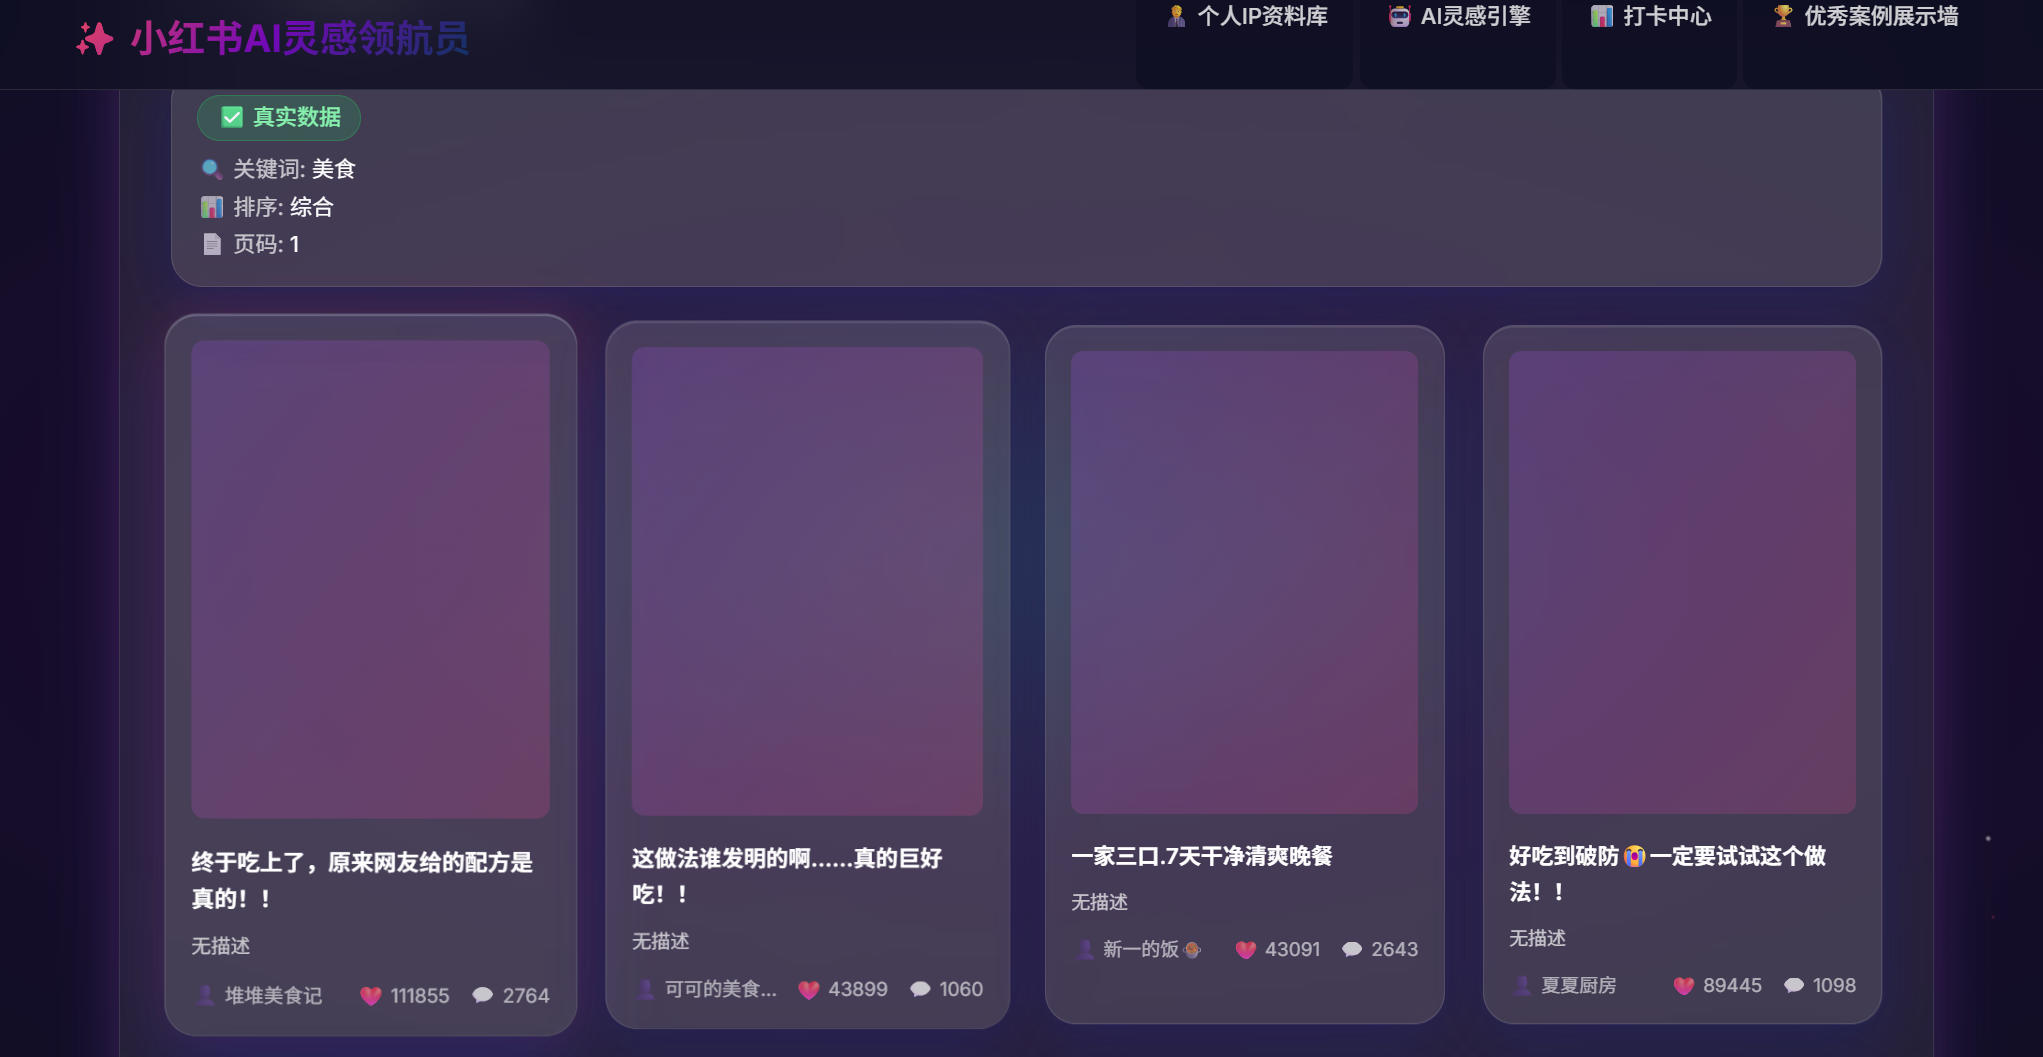 小红书AI灵感领航员
个人IP资料库
AI灵感引擎
打卡中心
优秀案例展示墙
真实数据
关键词: 美食
排序: 综合
页码: 1
终于吃上了，原来网友给的配方是
真的！！
无描述
堆堆美食记 111855 2764
这做法谁发明的啊……真的巨好
吃！！
无描述
可可的美食... 43899 1060
一家三口.7天干净清爽晚餐
无描述
新一的饭 43091 2643
好吃到破防😭一定要试试这个做
法！！
无描述
夏夏厨房 89445 1098